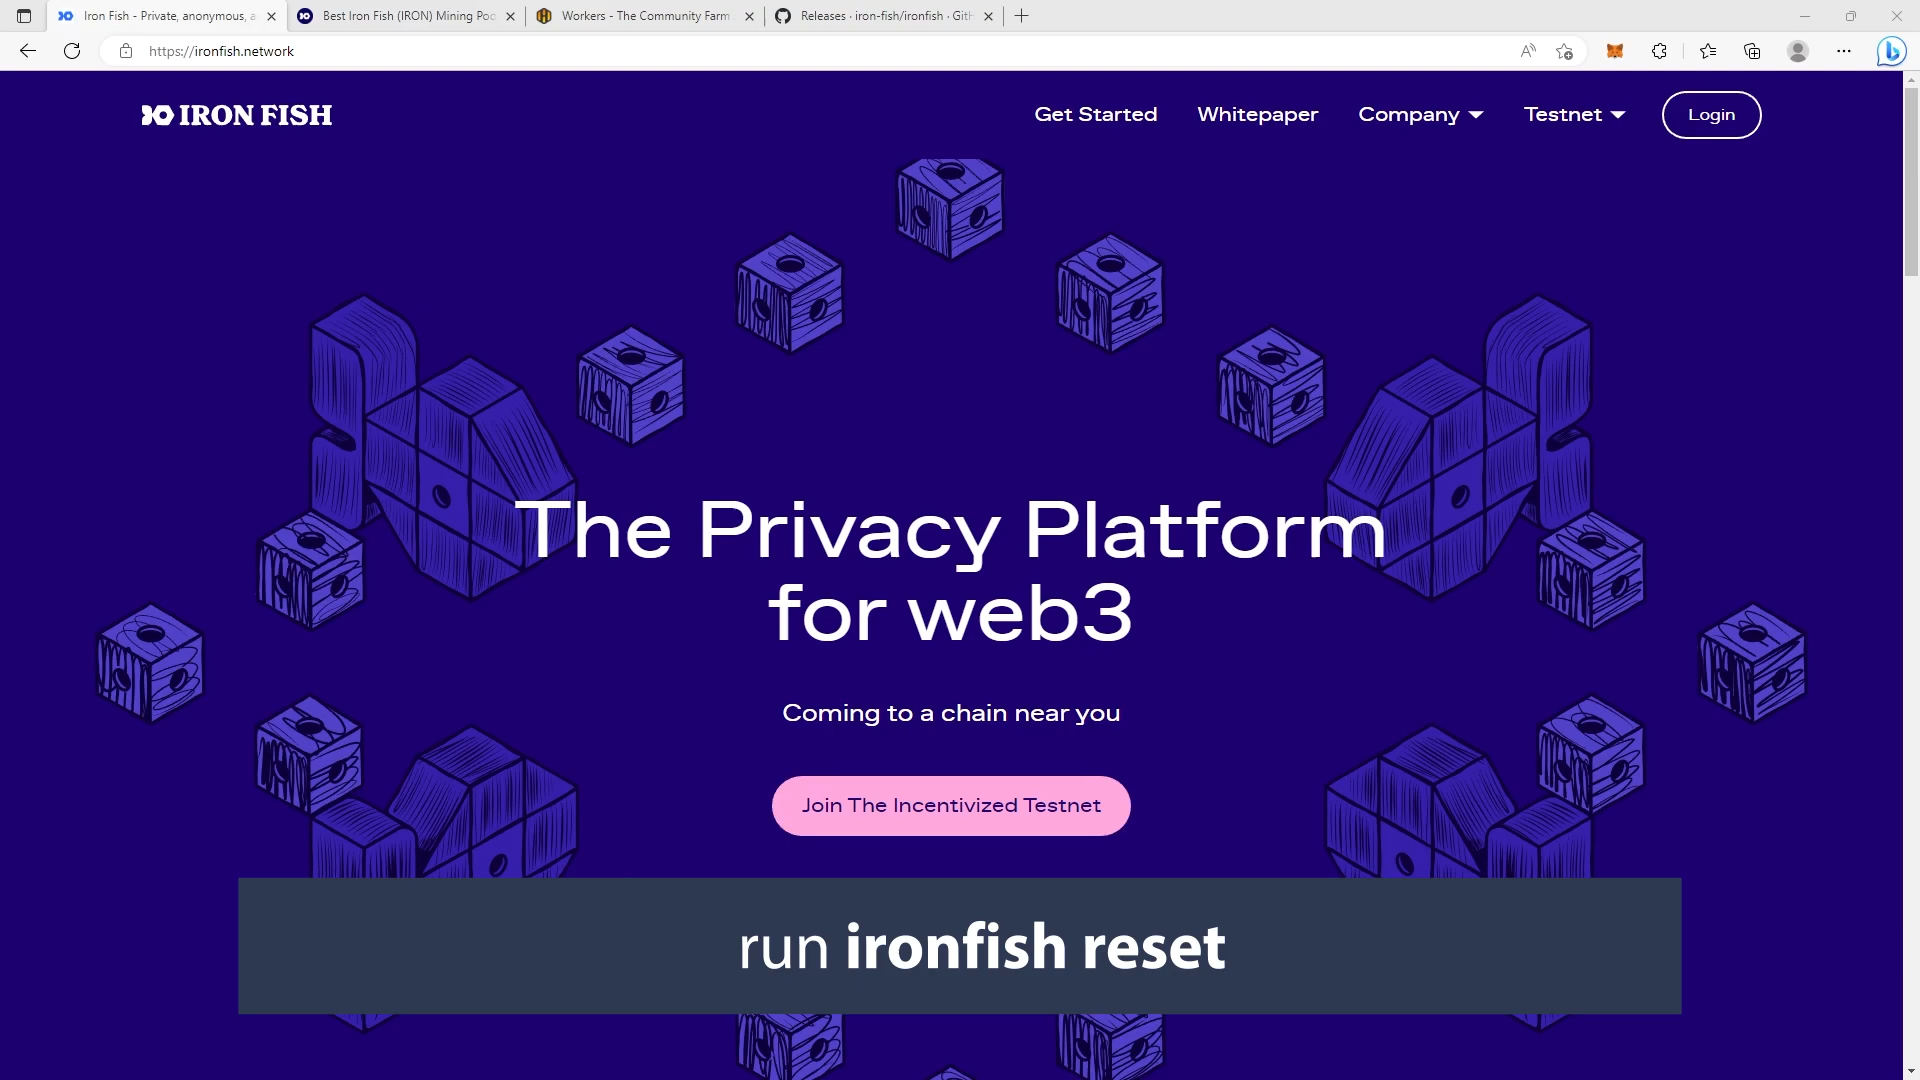 Iron Fish - Private, anonymous, a
Best Iron Fish (IRON) Mining Poo
Workers - The Community Farm
Releases · iron-fish/ironfish · GitH
https://ironfish.network
IRON FISH
Get Started
Whitepaper
Company
Testnet
Login
The Privacy Platform
for web3
Coming to a chain near you
Join The Incentivized Testnet
run ironfish reset